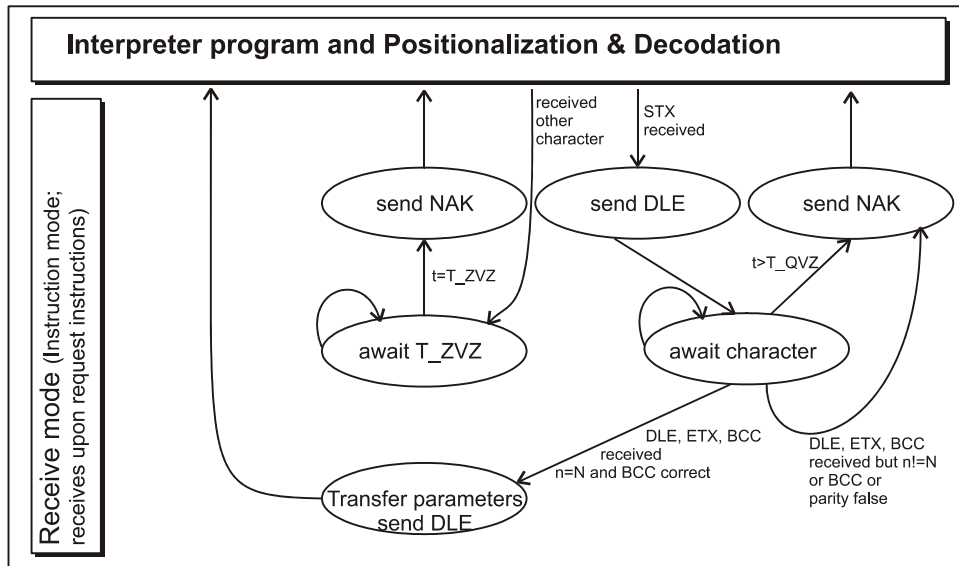 Interpreter program and Positionalization & Decodation
Receive mode (Instruction mode;
receives upon request instructions)
received
other
character
STX
received
send NAK
send DLE
send NAK
t=T_ZVZ
t>T_QVZ
await T_ZVZ
await character
DLE, ETX, BCC
received
n=N and BCC correct
DLE, ETX, BCC
received but n!=N
or BCC or
parity false
Transfer parameters
send DLE